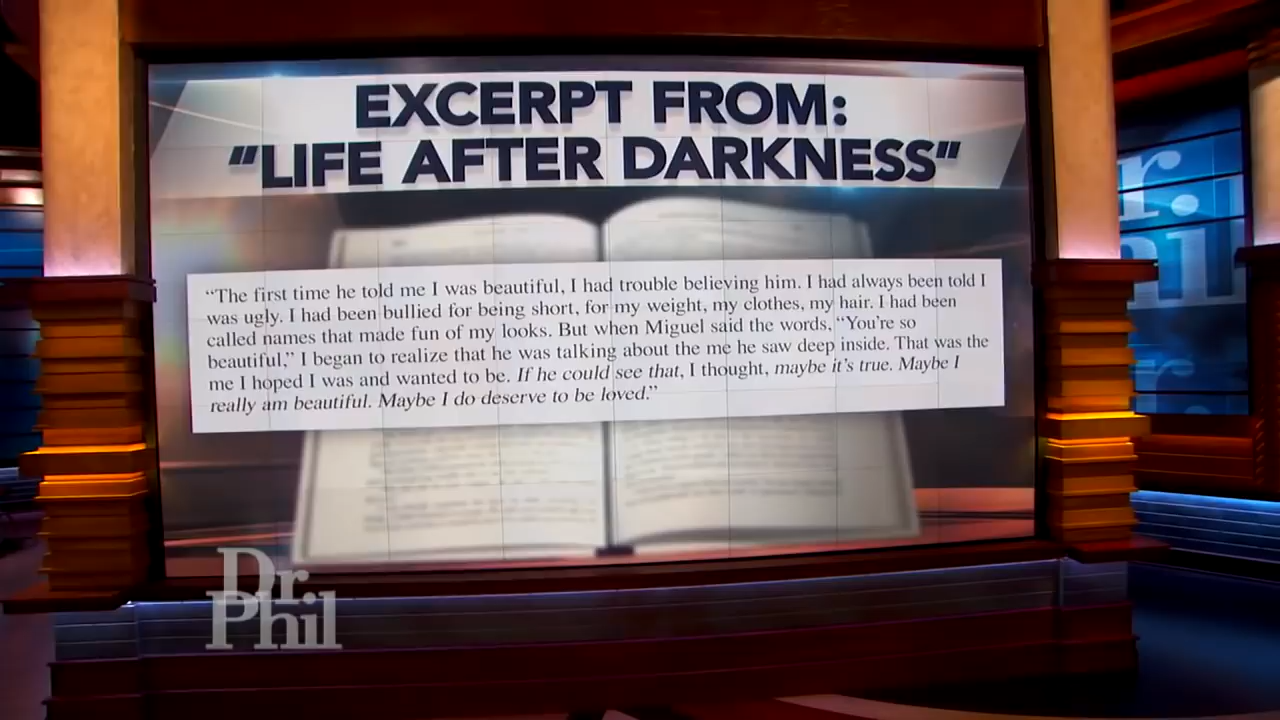 EXCERPT FROM:
"LIFE AFTER DARKNESS"
“The first time he told me I was beautiful, I had trouble believing him. I had always been told I
was ugly. I had been bullied for being short, for my weight, my clothes, my hair. I had been
called names that made fun of my looks. But when Miguel said the words, “You’re so
beautiful,” I began to realize that he was talking about the me he saw deep inside. That was the
me I hoped I was and wanted to be. If he could see that, I thought, maybe it’s true. Maybe I
really am beautiful. Maybe I do deserve to be loved.”
r.
hil
Dr.
Phil